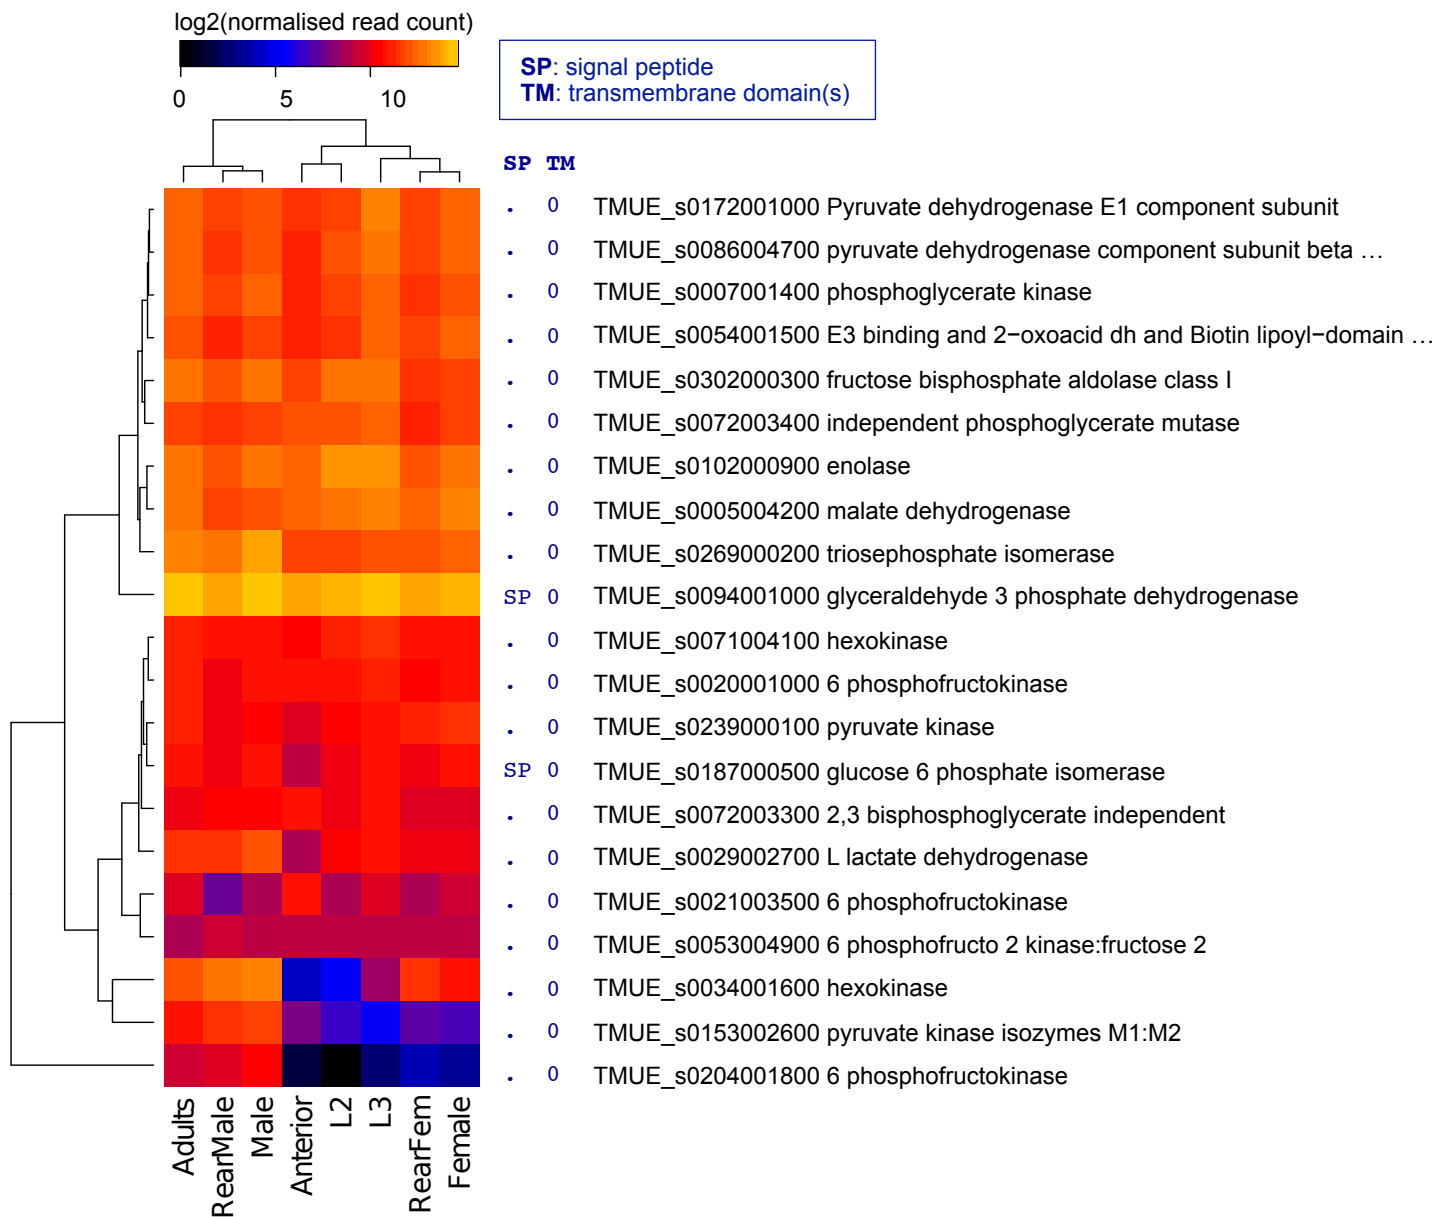 log2(normalised read count)
0 5 10
SP: signal peptide
TM: transmembrane domain(s)
SP TM
. 0 TMUE_s0172001000 Pyruvate dehydrogenase E1 component subunit
. 0 TMUE_s0086004700 pyruvate dehydrogenase component subunit beta …
. 0 TMUE_s0007001400 phosphoglycerate kinase
. 0 TMUE_s0054001500 E3 binding and 2−oxoacid dh and Biotin lipoyl−domain …
. 0 TMUE_s0302000300 fructose bisphosphate aldolase class I
. 0 TMUE_s0072003400 independent phosphoglycerate mutase
. 0 TMUE_s0102000900 enolase
. 0 TMUE_s0005004200 malate dehydrogenase
. 0 TMUE_s0269000200 triosephosphate isomerase
SP 0 TMUE_s0094001000 glyceraldehyde 3 phosphate dehydrogenase
. 0 TMUE_s0071004100 hexokinase
. 0 TMUE_s0020001000 6 phosphofructokinase
. 0 TMUE_s0239000100 pyruvate kinase
SP 0 TMUE_s0187000500 glucose 6 phosphate isomerase
. 0 TMUE_s0072003300 2,3 bisphosphoglycerate independent
. 0 TMUE_s0029002700 L lactate dehydrogenase
. 0 TMUE_s0021003500 6 phosphofructokinase
. 0 TMUE_s0053004900 6 phosphofructo 2 kinase:fructose 2
. 0 TMUE_s0034001600 hexokinase
. 0 TMUE_s0153002600 pyruvate kinase isozymes M1:M2
. 0 TMUE_s0204001800 6 phosphofructokinase
Adults
RearMale
Male
Anterior
L2
L3
RearFem
Female